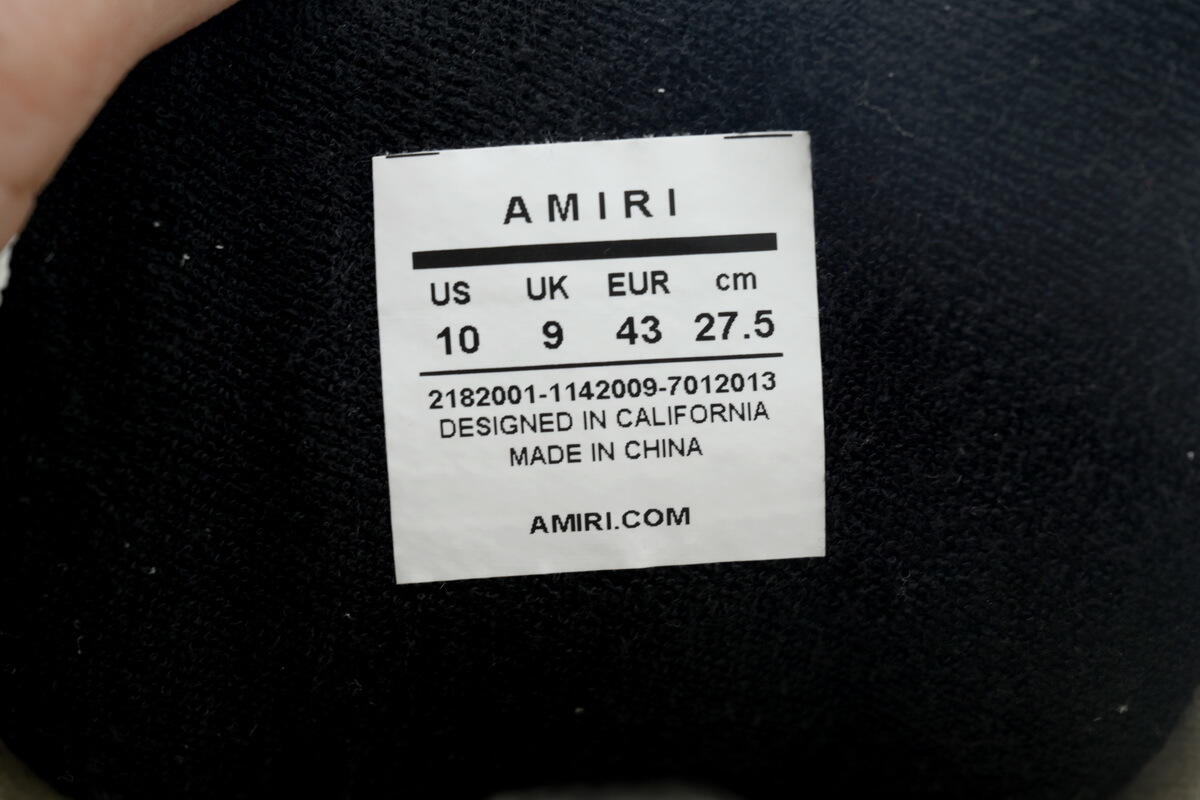 AMIRI
US UK EUR cm
10 9 43 27.5
2182001-1142009-7012013
DESIGNED IN CALIFORNIA
MADE IN CHINA
AMIRI.COM